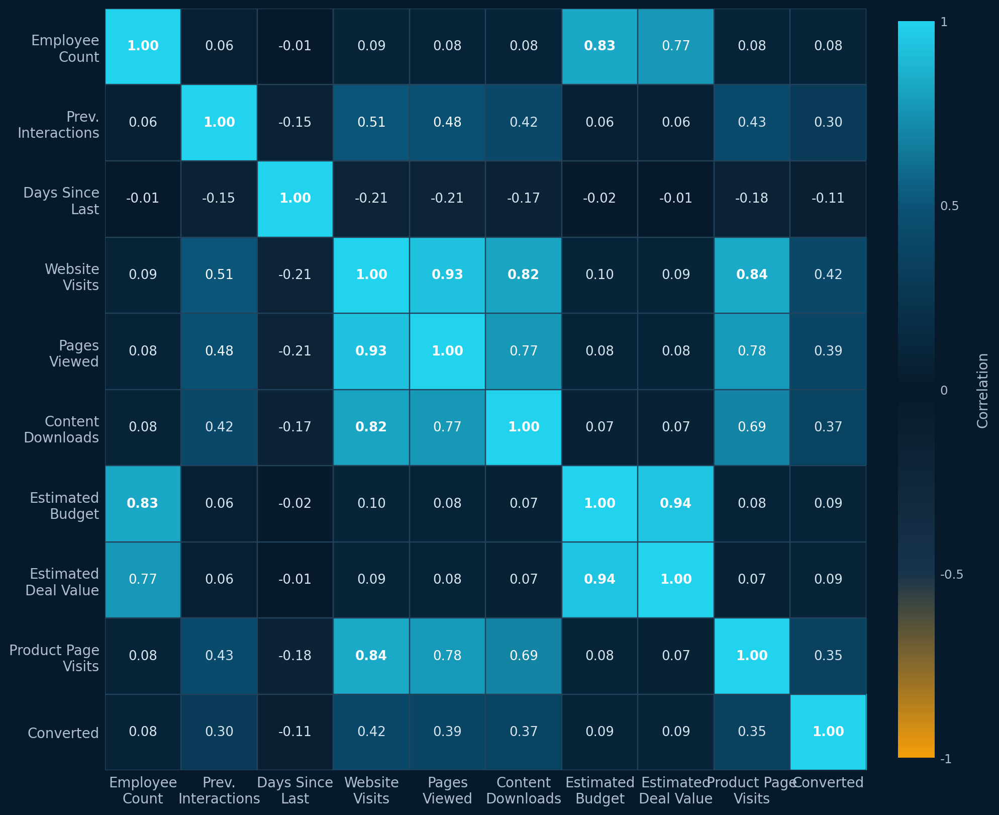 Employee
Count
1.00 0.06 -0.01 0.09 0.08 0.08 0.83 0.77 0.08 0.08
Prev.
Interactions
0.06 1.00 -0.15 0.51 0.48 0.42 0.06 0.06 0.43 0.30
Days Since
Last
-0.01 -0.15 1.00 -0.21 -0.21 -0.17 -0.02 -0.01 -0.18 -0.11
Website
Visits
0.09 0.51 -0.21 1.00 0.93 0.82 0.10 0.09 0.84 0.42
Pages
Viewed
0.08 0.48 -0.21 0.93 1.00 0.77 0.08 0.08 0.78 0.39
Content
Downloads
0.08 0.42 -0.17 0.82 0.77 1.00 0.07 0.07 0.69 0.37
Estimated
Budget
0.83 0.06 -0.02 0.10 0.08 0.07 1.00 0.94 0.08 0.09
Estimated
Deal Value
0.77 0.06 -0.01 0.09 0.08 0.07 0.94 1.00 0.07 0.09
Product Page
Visits
0.08 0.43 -0.18 0.84 0.78 0.69 0.08 0.07 1.00 0.35
Converted
0.08 0.30 -0.11 0.42 0.39 0.37 0.09 0.09 0.35 1.00
Employee
Count
Prev.
Interactions
Days Since
Last
Website
Visits
Pages
Viewed
Content
Downloads
Estimated
Budget
Estimated
Deal Value
Product Page
Visits
Converted
1
0.5
0
-0.5
-1
Correlation